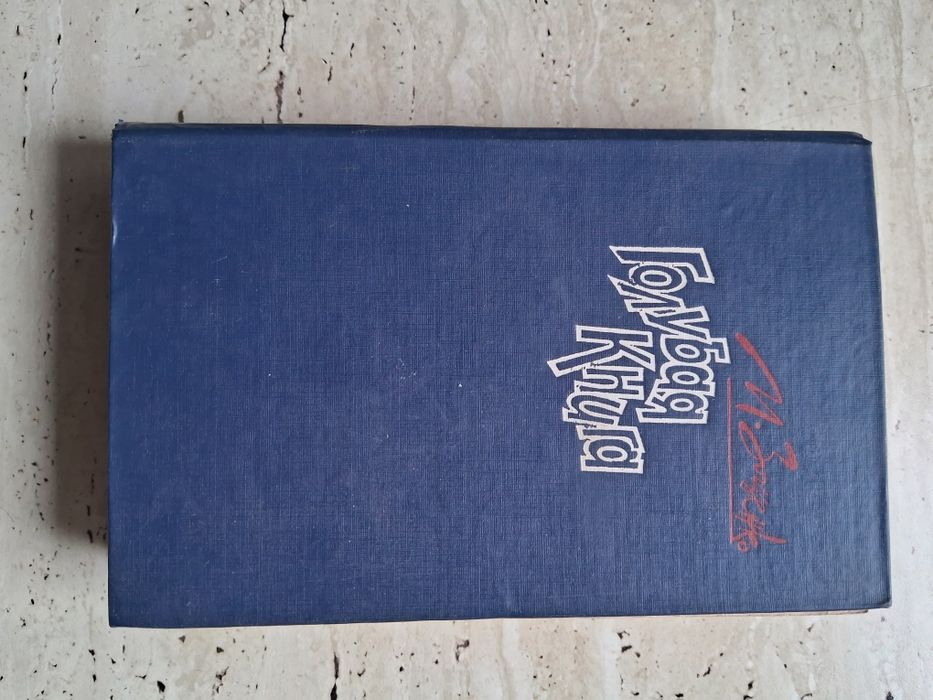 М. Зощенко
Голубая
Книга